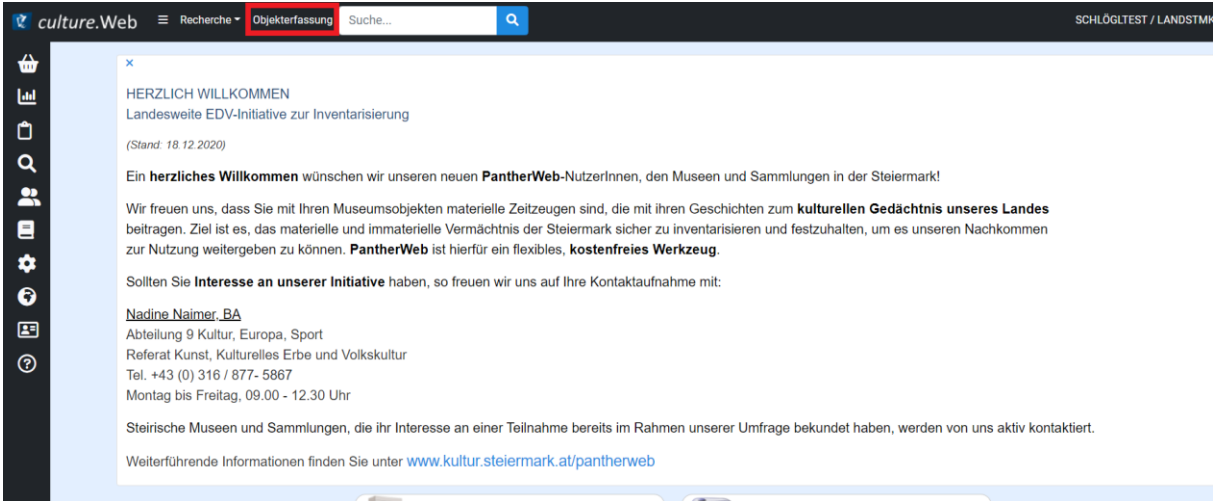 culture.Web Recherche Objekterfassung Suche... SCHLÖGLTEST / LANDSTMK
×
HERZLICH WILLKOMMEN
Landesweite EDV-Initiative zur Inventarisierung
(Stand: 18.12.2020)
Ein herzliches Willkommen wünschen wir unseren neuen PantherWeb-NutzerInnen, den Museen und Sammlungen in der Steiermark!
Wir freuen uns, dass Sie mit Ihren Museumsobjekten materielle Zeitzeugen sind, die mit ihren Geschichten zum kulturellen Gedächtnis unseres Landes
beitragen. Ziel ist es, das materielle und immaterielle Vermächtnis der Steiermark sicher zu inventarisieren und festzuhalten, um es unseren Nachkommen
zur Nutzung weitergeben zu können. PantherWeb ist hierfür ein flexibles, kostenfreies Werkzeug.
Sollten Sie Interesse an unserer Initiative haben, so freuen wir uns auf Ihre Kontaktaufnahme mit:
Nadine Naimer, BA
Abteilung 9 Kultur, Europa, Sport
Referat Kunst, Kulturelles Erbe und Volkskultur
Tel. +43 (0) 316 / 877- 5867
Montag bis Freitag, 09.00 - 12.30 Uhr
Steirische Museen und Sammlungen, die ihr Interesse an einer Teilnahme bereits im Rahmen unserer Umfrage bekundet haben, werden von uns aktiv kontaktiert.
Weiterführende Informationen finden Sie unter www.kultur.steiermark.at/pantherweb